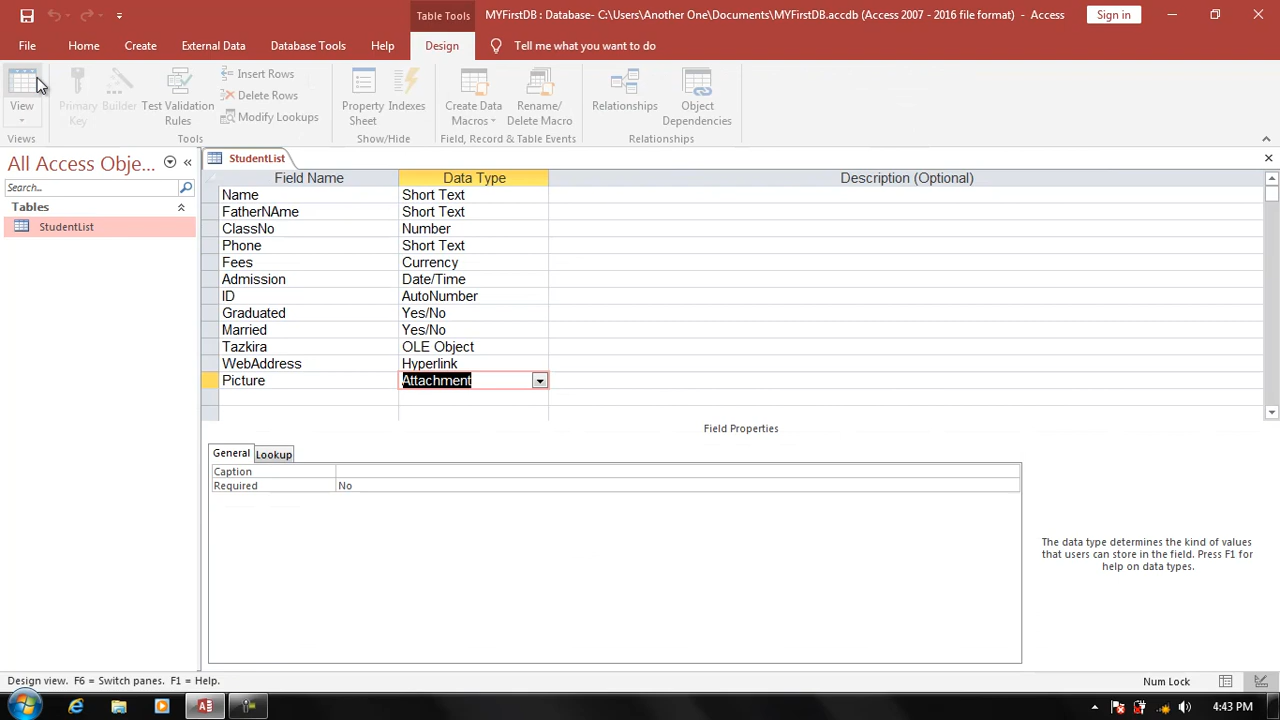 Table Tools
MYFirstDB : Database- C:\Users\Another One\Documents\MYFirstDB.accdb (Access 2007 - 2016 file format) - Access
Sign in
File
Home
Create
External Data
Database Tools
Help
Design
Tell me what you want to do
View
Primary Key
Builder
Test Validation Rules
Insert Rows
Delete Rows
Modify Lookups
Property Sheet
Indexes
Create Data Macros
Rename/ Delete Macro
Relationships
Object Dependencies
Views
Tools
Show/Hide
Field, Record & Table Events
Relationships
All Access Obje...
Search...
Tables
StudentList
StudentList
Field Name Data Type Description (Optional)
Name Short Text
FatherNAme Short Text
ClassNo Number
Phone Short Text
Fees Currency
Admission Date/Time
ID AutoNumber
Graduated Yes/No
Married Yes/No
Tazkira OLE Object
WebAddress Hyperlink
Picture Attachment
Field Properties
General Lookup
Caption
Required No
The data type determines the kind of values
that users can store in the field. Press F1 for
help on data types.
Design view. F6 = Switch panes. F1 = Help.
Num Lock
4:43 PM